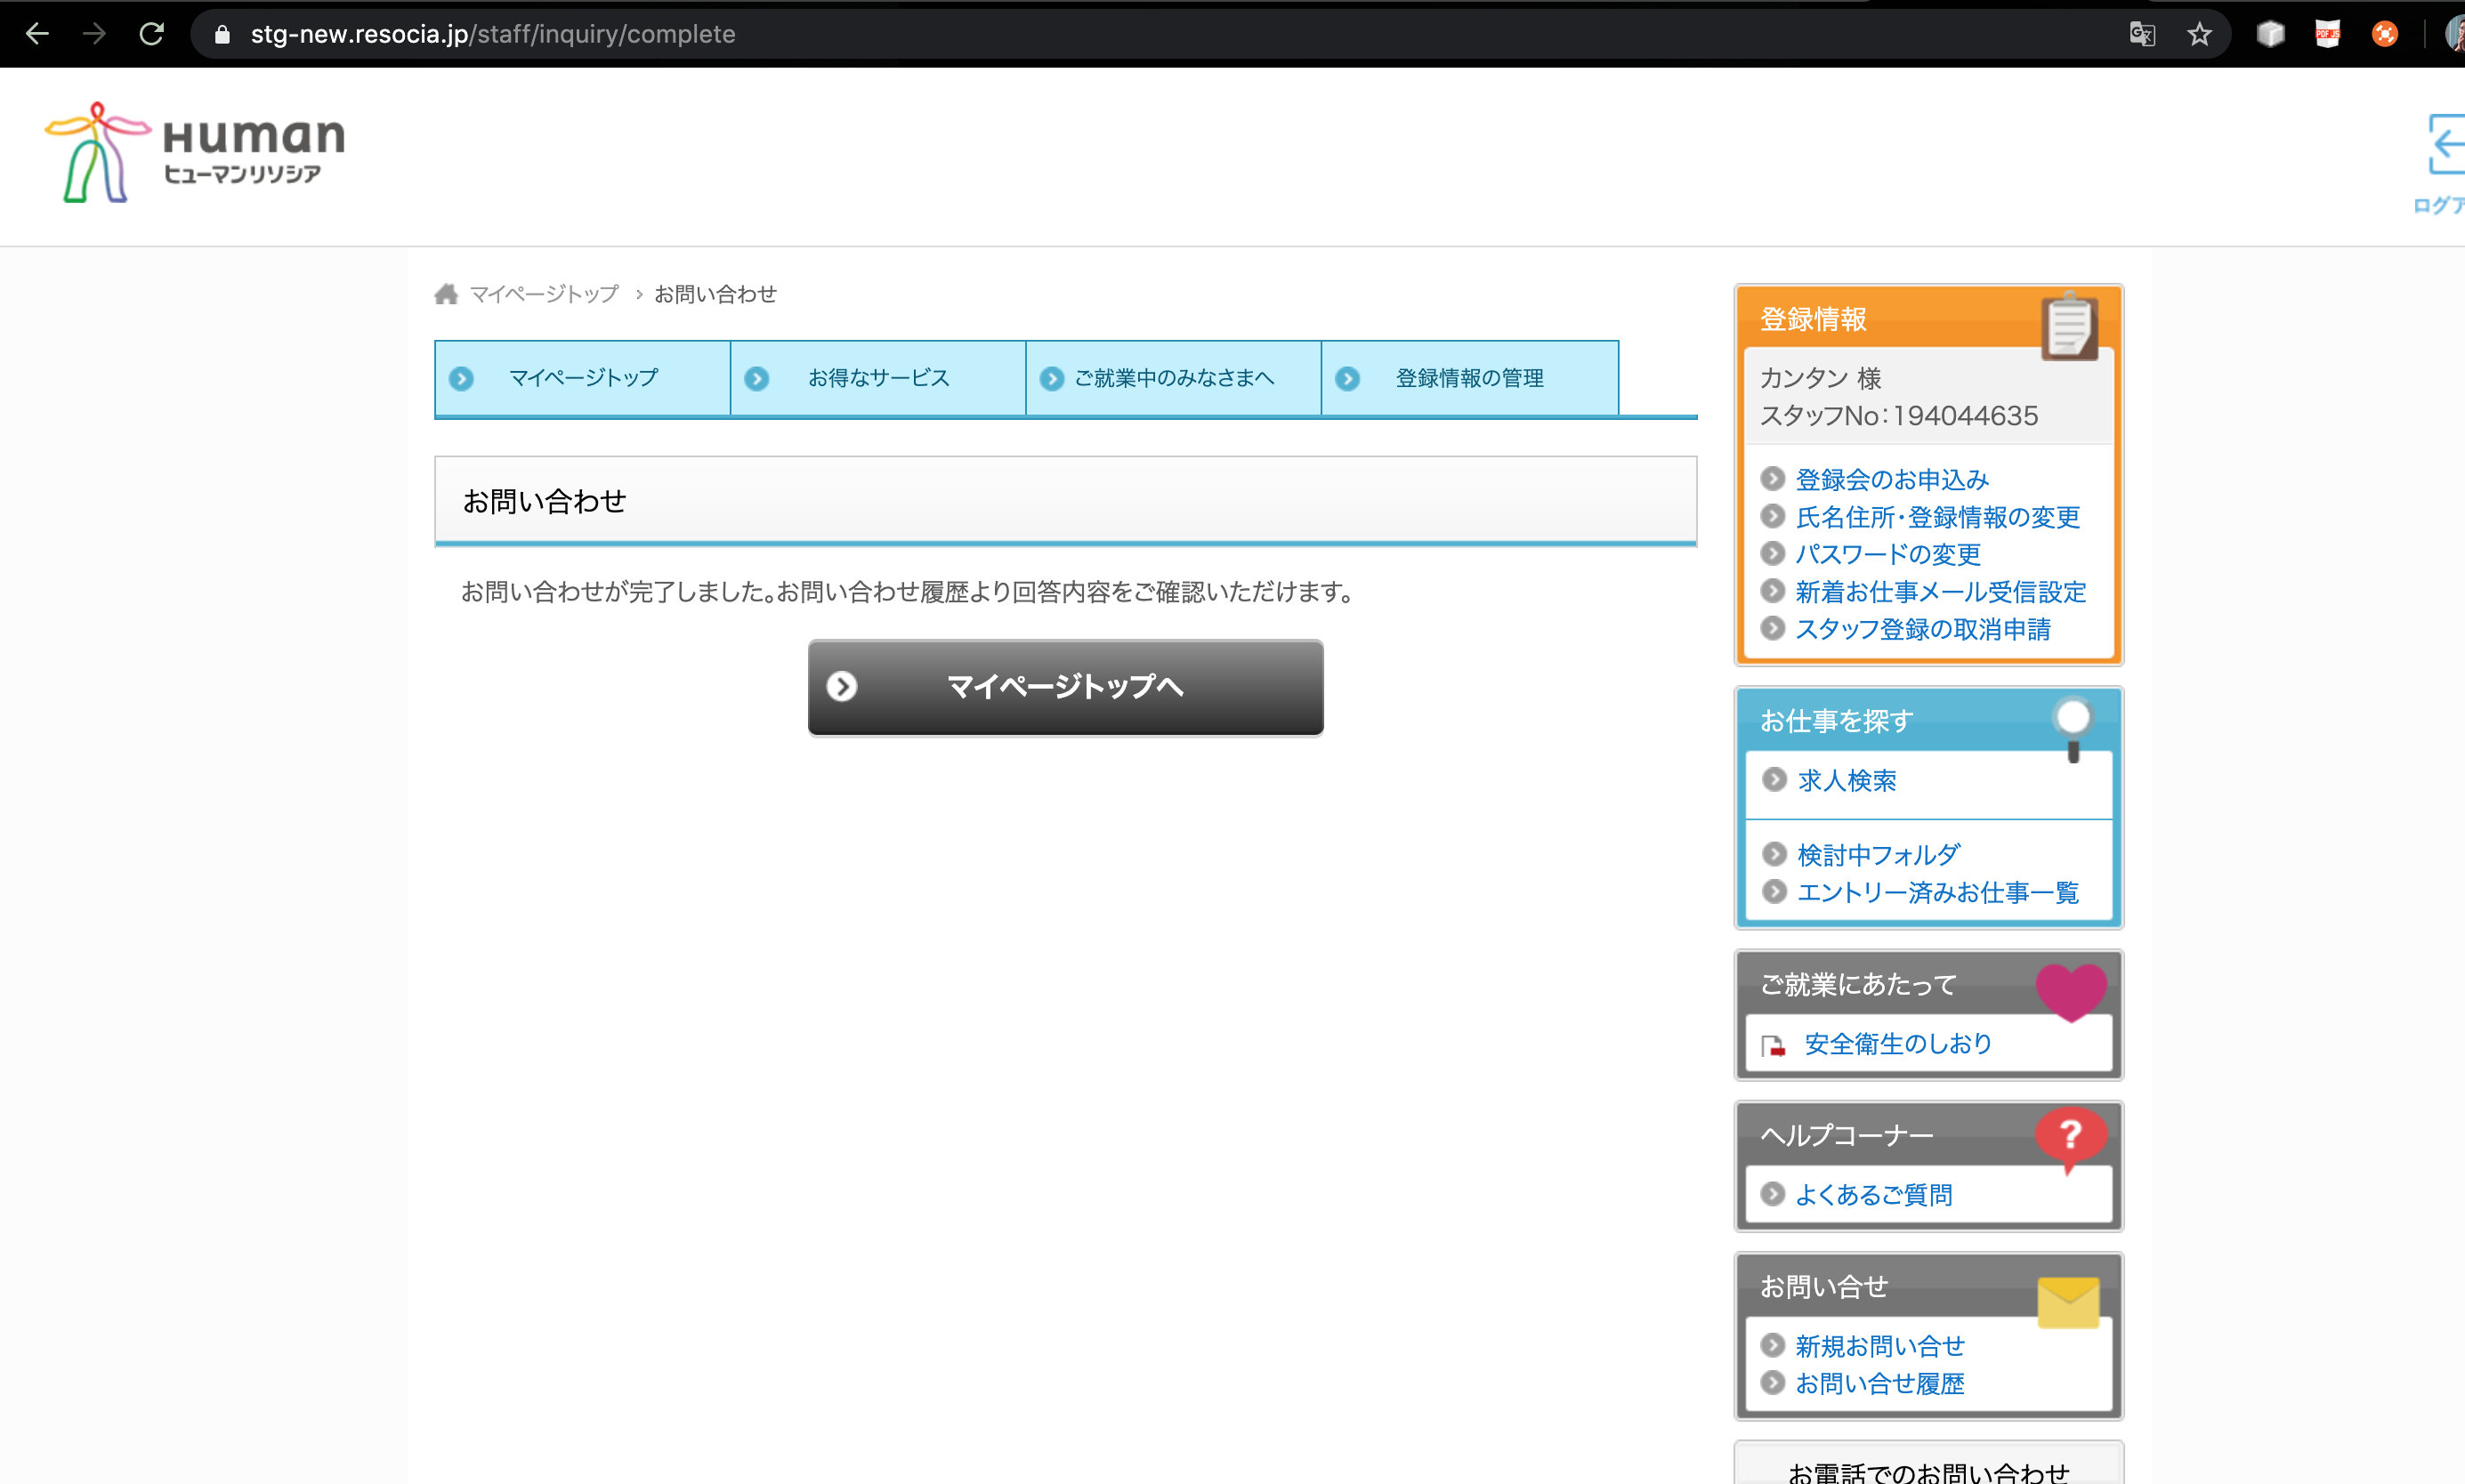 stg-new.resocia.jp/staff/inquiry/complete
Human
ヒューマンリソシア
マイページトップ › お問い合わせ
マイページトップ
お得なサービス
ご就業中のみなさまへ
登録情報の管理
お問い合わせ
お問い合わせが完了しました。お問い合わせ履歴より回答内容をご確認いただけます。
マイページトップへ
登録情報
カンタン 様
スタッフNo：194044635
登録会のお申込み
氏名住所・登録情報の変更
パスワードの変更
新着お仕事メール受信設定
スタッフ登録の取消申請
お仕事を探す
求人検索
検討中フォルダ
エントリー済みお仕事一覧
ご就業にあたって
安全衛生のしおり
ヘルプコーナー
?
よくあるご質問
お問い合せ
新規お問い合せ
お問い合せ履歴
お電話でのお問い合わせ